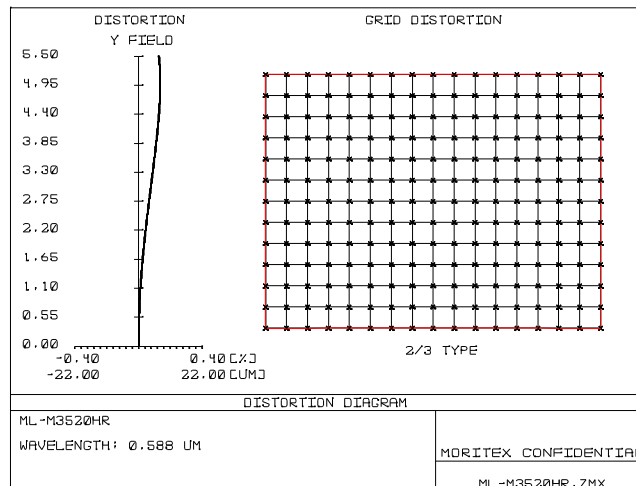 DISTORTION
Y FIELD
5.50
4.95
4.40
3.85
3.30
2.75
2.20
1.65
1.10
0.55
0.00
-0.40 0.40[%]
-22.00 22.00[UM]
GRID DISTORTION
2/3 TYPE
DISTORTION DIAGRAM
ML-M3520HR
WAVELENGTH: 0.588 UM
MORITEX CONFIDENTIAL
ML-M3520HR.ZMX